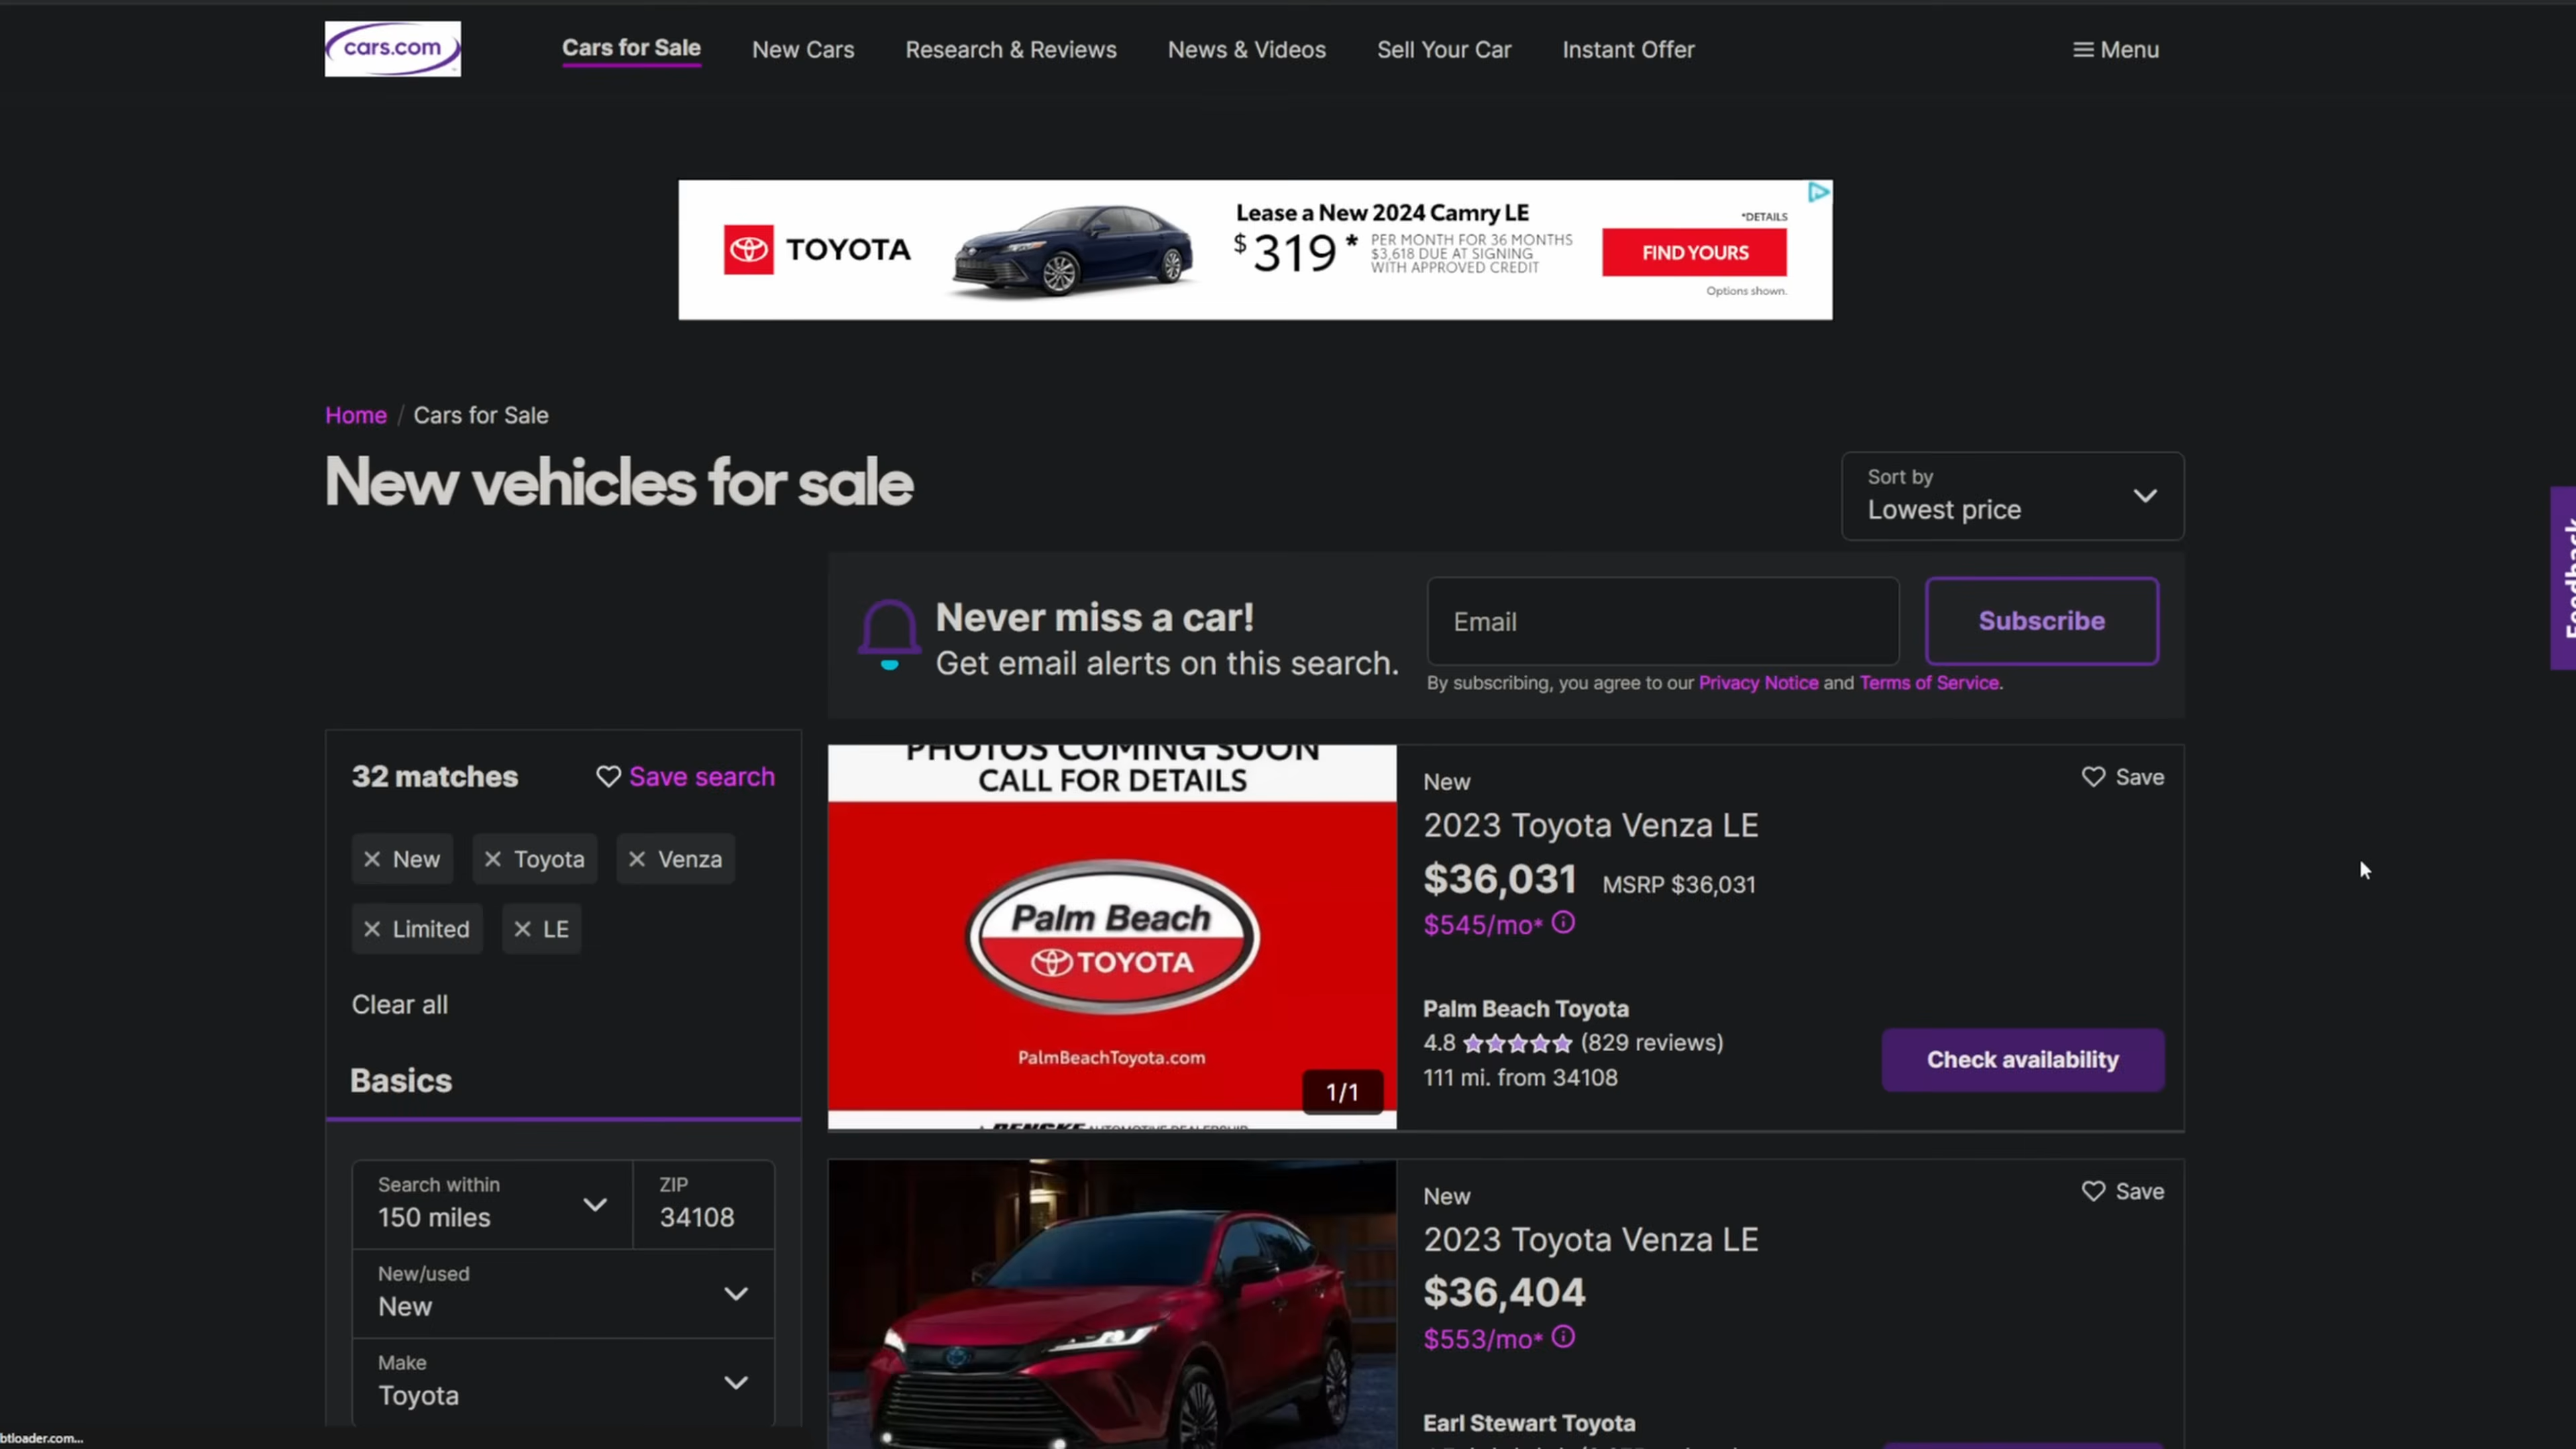 cars.com
Cars for Sale
New Cars
Research & Reviews
News & Videos
Sell Your Car
Instant Offer
Menu
TOYOTA
Lease a New 2024 Camry LE
$319*
PER MONTH FOR 36 MONTHS
$3,618 DUE AT SIGNING
WITH APPROVED CREDIT
*DETAILS
FIND YOURS
Options shown.
Home / Cars for Sale
New vehicles for sale
Sort by
Lowest price
Feedback
Never miss a car!
Get email alerts on this search.
Email
Subscribe
By subscribing, you agree to our Privacy Notice and Terms of Service.
32 matches
Save search
New
Toyota
Venza
Limited
LE
Clear all
Basics
Search within
150 miles
ZIP
34108
New/used
New
Make
Toyota
PHOTOS COMING SOON
CALL FOR DETAILS
Palm Beach
TOYOTA
PalmBeachToyota.com
1/1
A PENSKE AUTOMOTIVE DEALERSHIP
New
Save
2023 Toyota Venza LE
$36,031 MSRP $36,031
$545/mo*
Palm Beach Toyota
4.8 (829 reviews)
111 mi. from 34108
Check availability
New
Save
2023 Toyota Venza LE
$36,404
$553/mo*
Earl Stewart Toyota
btloader.com...